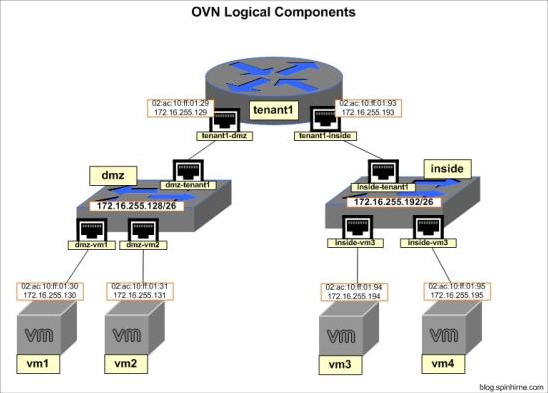 OVN Logical Components
02:ac:10:ff:01:29
172.16.255.129
tenant1
02:ac:10:ff:01:93
172.16.255.193
tenant1-dmz
tenant1-inside
dmz
dmz-tenant1
inside-tenant1
inside
172.16.255.128/26
172.16.255.192/26
dmz-vm1
dmz-vm2
inside-vm3
inside-vm3
02:ac:10:ff:01:30
172.16.255.130
02:ac:10:ff:01:31
172.16.255.131
02:ac:10:ff:01:94
172.16.255.194
02:ac:10:ff:01:95
172.16.255.195
vm
vm
vm
vm
vm1
vm2
vm3
vm4
blog.spinhirne.com